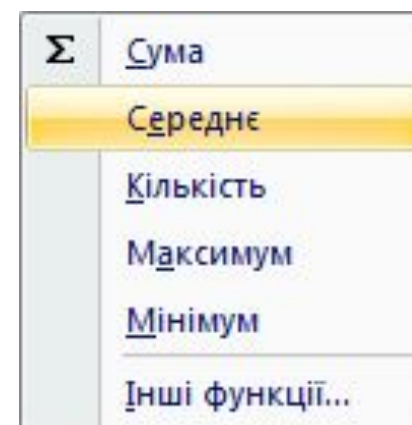 Σ Сума
Середнє
Кількість
Максимум
Мінімум
Інші функції...